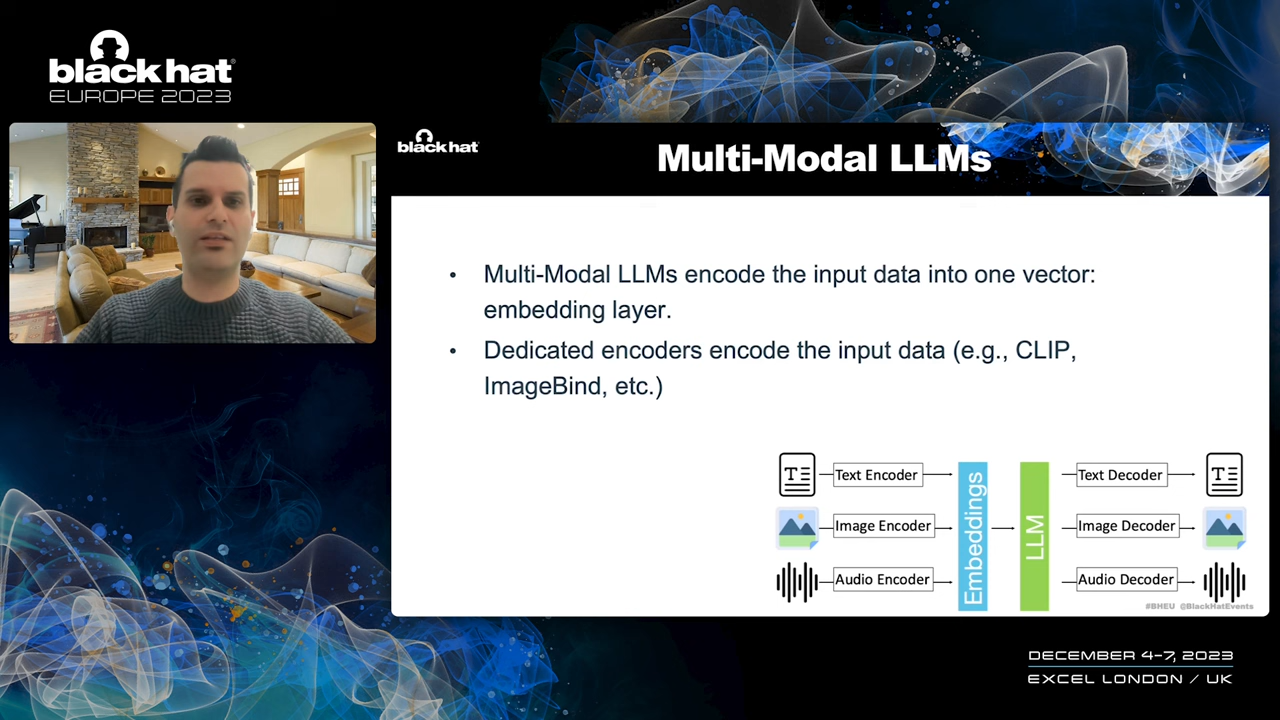 black hat
EUROPE 2023
black hat
Multi-Modal LLMs
• Multi-Modal LLMs encode the input data into one vector:
embedding layer.
• Dedicated encoders encode the input data (e.g., CLIP,
ImageBind, etc.)
T
Text Encoder
Text Decoder
T
Image Encoder
Image Decoder
Audio Encoder
Audio Decoder
Embeddings
LLM
#BHEU @BlackHatEvents
DECEMBER 4-7, 2023
EXCEL LONDON / UK